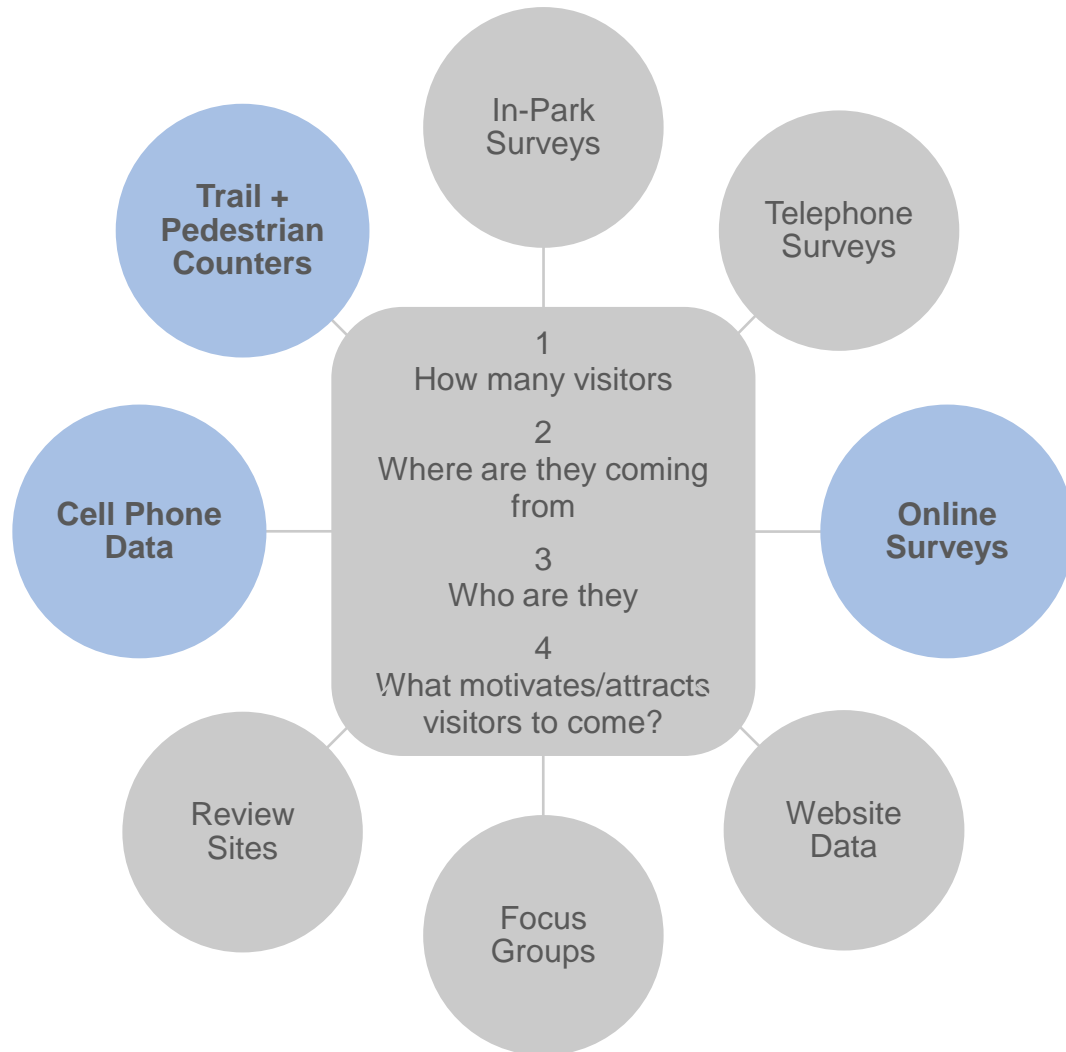 In-Park
Surveys
Trail +
Pedestrian
Counters
Telephone
Surveys
1
How many visitors
2
Where are they coming
from
3
Who are they
4
What motivates/attracts
visitors to come?
Cell Phone
Data
Online
Surveys
Review
Sites
Website
Data
Focus
Groups